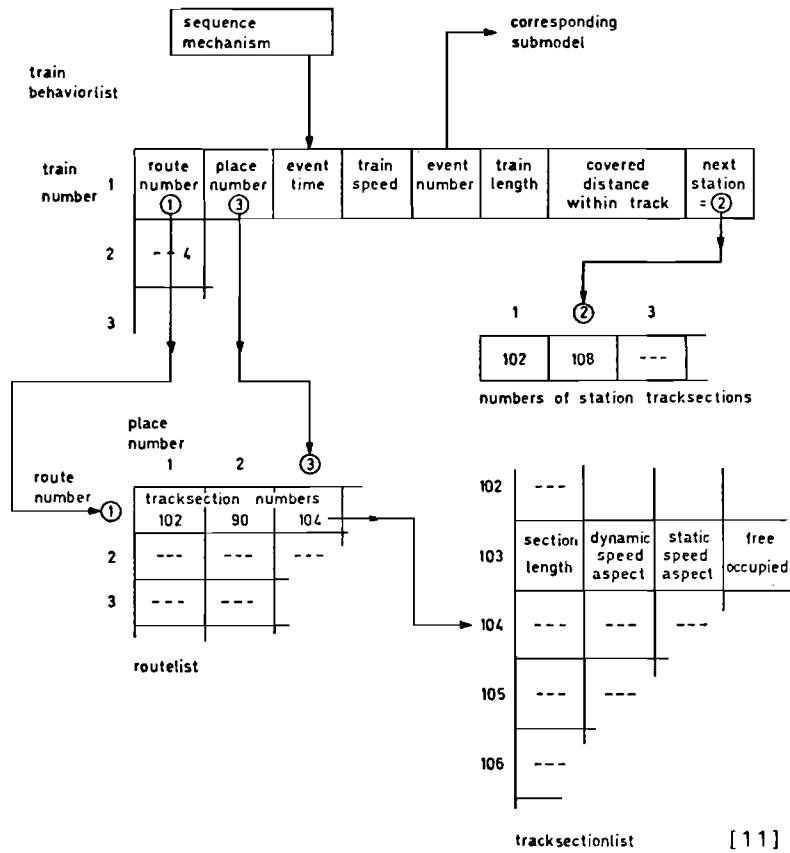 sequence
mechanism
corresponding
submodel
train
behaviorlist
train
number
1
route
number
①
place
number
③
event
time
train
speed
event
number
train
length
covered
distance
within track
next
station
= ②
2
-- 4
3
1
②
3
102
108
---
numbers of station tracksections
place
number
1
2
③
route
number
①
tracksection numbers
102
90
104
2
---
---
---
3
---
---
routelist
102
---
103
section
length
dynamic
speed
aspect
static
speed
aspect
free
occupied
104
---
---
---
105
---
---
106
---
tracksectionlist
[11]